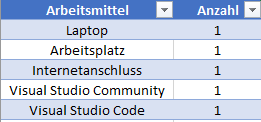 Arbeitsmittel Anzahl
Laptop 1
Arbeitsplatz 1
Internetanschluss 1
Visual Studio Community 1
Visual Studio Code 1